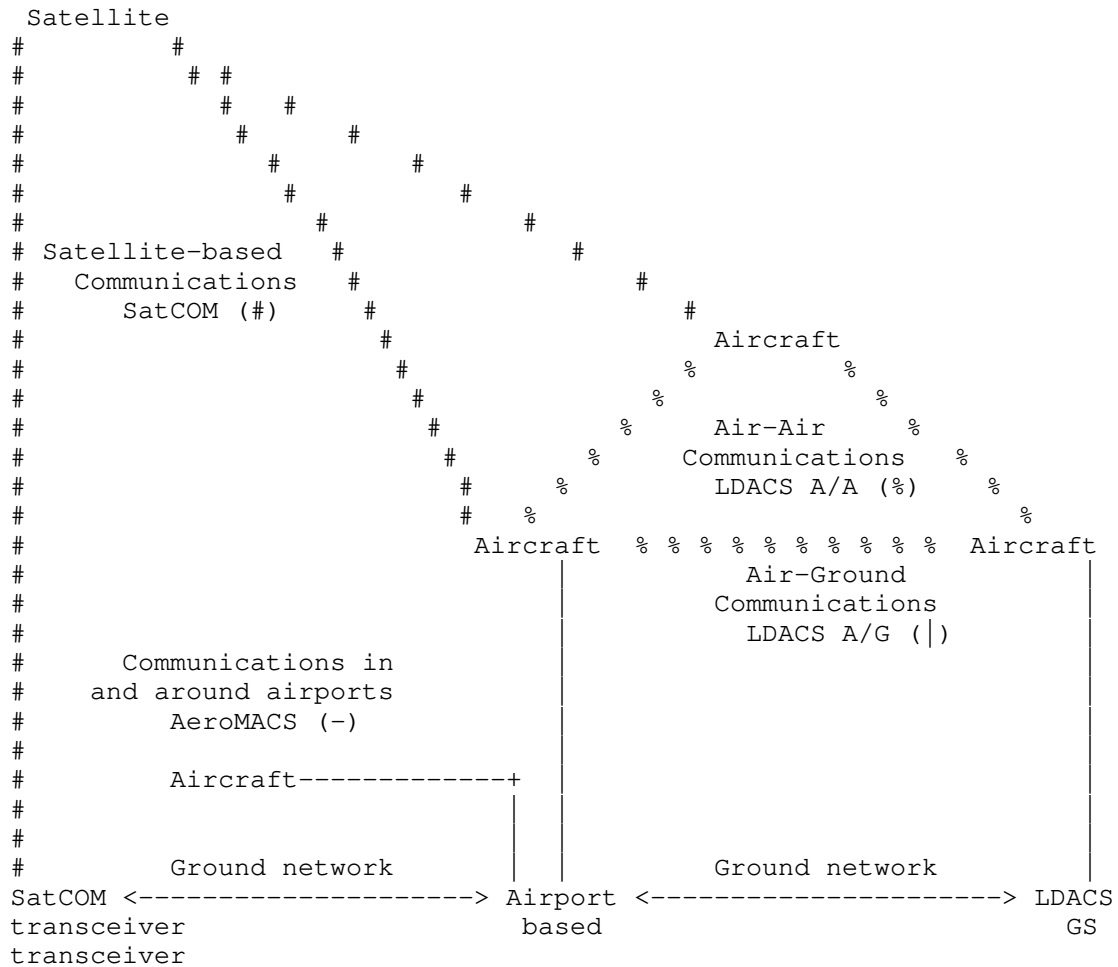 Satellite
#         #
#          # #
#            #   #
#             #      #
#               #        #
#                #          #
#                  #            #
# Satellite-based   #              #
#   Communications   #                 #
#      SatCOM (#)     #                   #
#                      #                    Aircraft
#                       #                 %         %
#                        #              %             %
#                         #           %     Air-Air     %
#                          #        %     Communications   %
#                           #     %         LDACS A/A (%)    %
#                           #   %                              %
#                            Aircraft  % % % % % % % % % %  Aircraft
#                                 |           Air-Ground           |
#                                 |         Communications         |
#                                 |           LDACS A/G (|)        |
#      Communications in          |                                |
#    and around airports          |                                |
#         AeroMACS (-)            |                                |
#                                 |                                |
#         Aircraft-------------+  |                                |
#                              |  |                                |
#                              |  |                                |
#         Ground network       |  |         Ground network         |
SatCOM <---------------------> Airport <----------------------> LDACS
transceiver                     based                             GS
transceiver